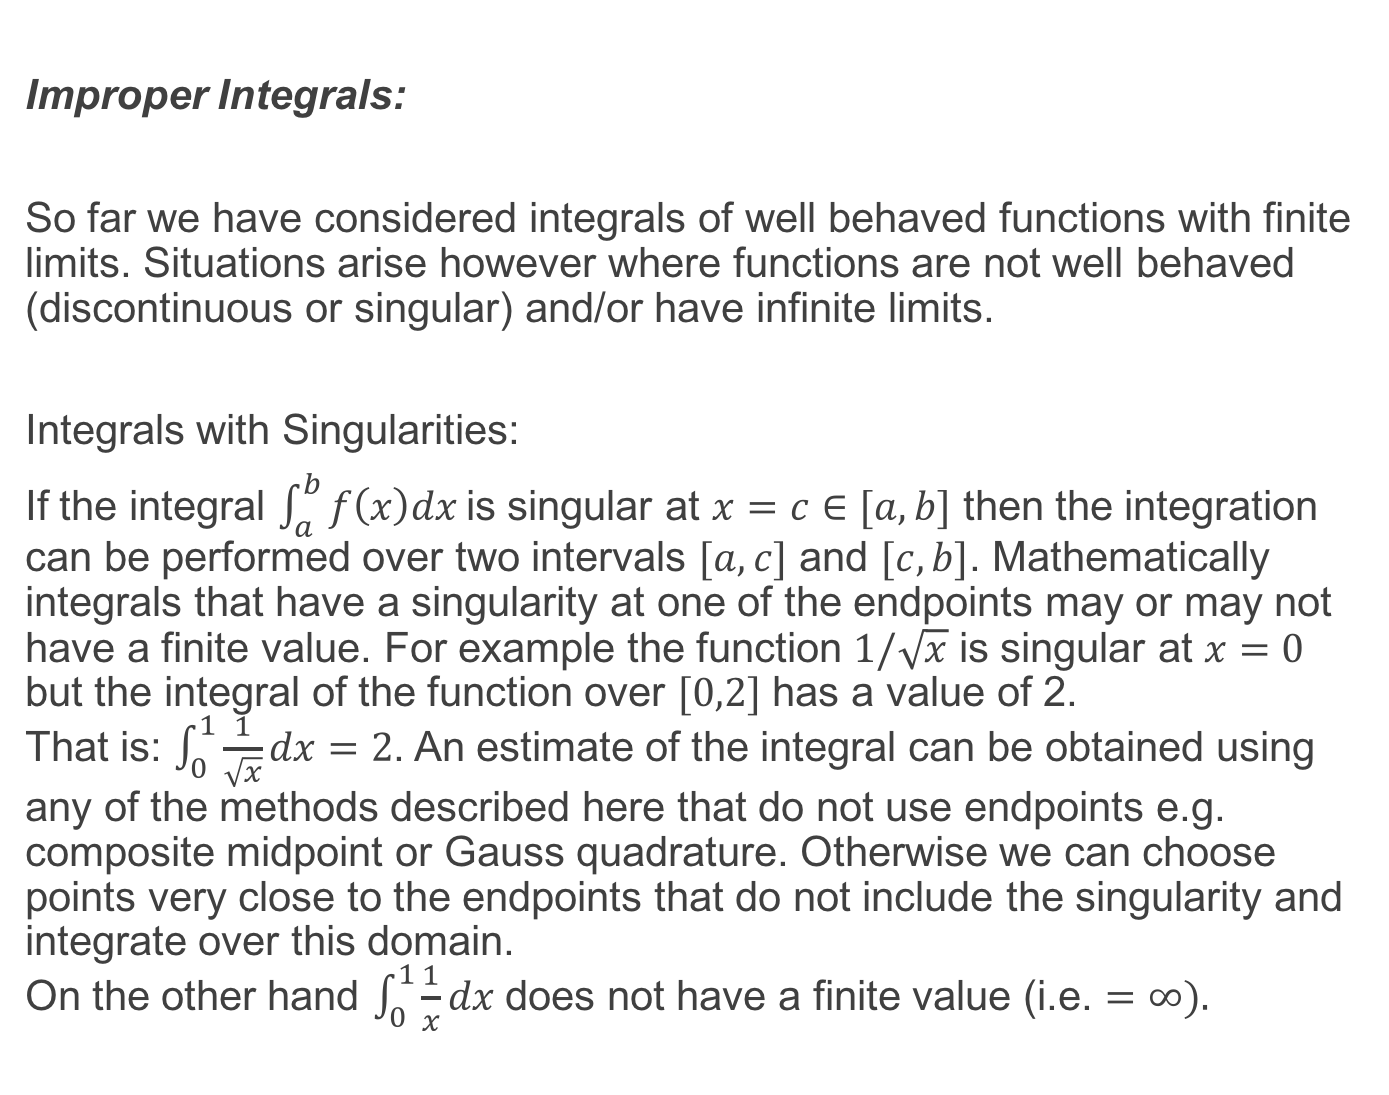 Improper Integrals:
So far we have considered integrals of well behaved functions with finite
limits. Situations arise however where functions are not well behaved
(discontinuous or singular) and/or have infinite limits.
Integrals with Singularities:
If the integral ∫_a^b f(x)dx is singular at x = c ∈ [a, b] then the integration
can be performed over two intervals [a, c] and [c, b]. Mathematically
integrals that have a singularity at one of the endpoints may or may not
have a finite value. For example the function 1/√x is singular at x = 0
but the integral of the function over [0,2] has a value of 2.
That is: ∫_0^1 1/√x dx = 2. An estimate of the integral can be obtained using
any of the methods described here that do not use endpoints e.g.
composite midpoint or Gauss quadrature. Otherwise we can choose
points very close to the endpoints that do not include the singularity and
integrate over this domain.
On the other hand ∫_0^1 1/x dx does not have a finite value (i.e. = ∞).